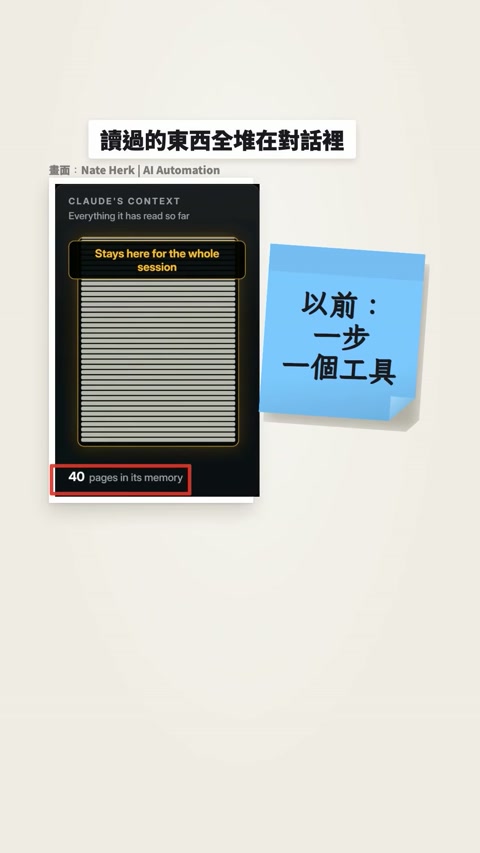 讀過的東西全堆在對話裡
畫面：Nate Herk | AI Automation
CLAUDE'S CONTEXT
Everything it has read so far
Stays here for the whole
session
40 pages in its memory
以前：
一步
一個工具